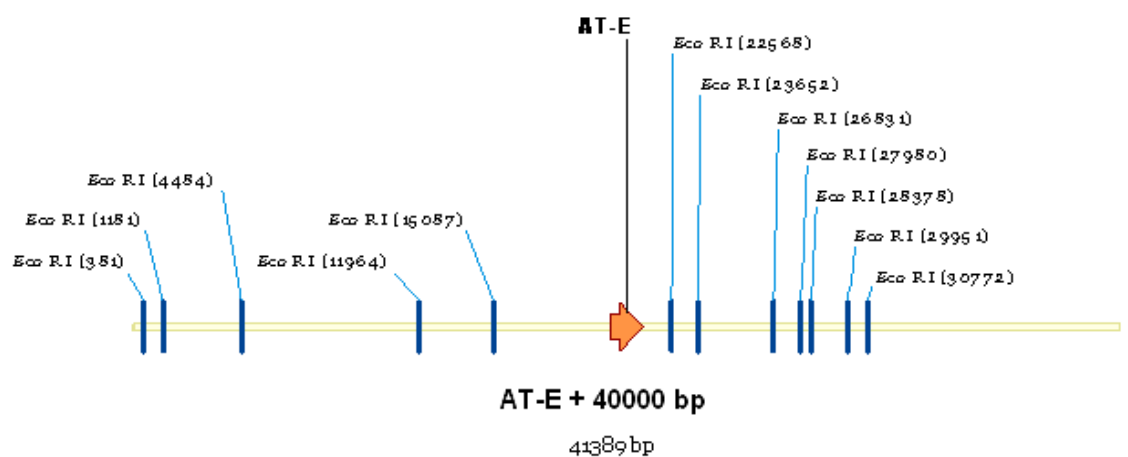 AT-E
Eco RI (22568)
Eco RI (23652)
Eco RI (26831)
Eco RI (27980)
Eco RI (4484)
Eco RI (28378)
Eco RI (1181)
Eco RI (15087)
Eco RI (29951)
Eco RI (381)
Eco RI (11964)
Eco RI (30772)
AT-E + 40000 bp
41389 bp